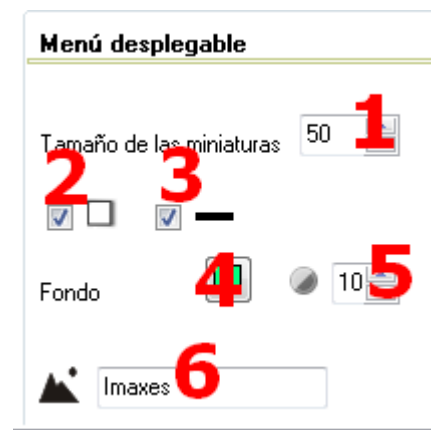 Menú desplegable
Tamaño de las miniaturas 50 1
2 3
Fondo 4 10 5
Imaxes 6